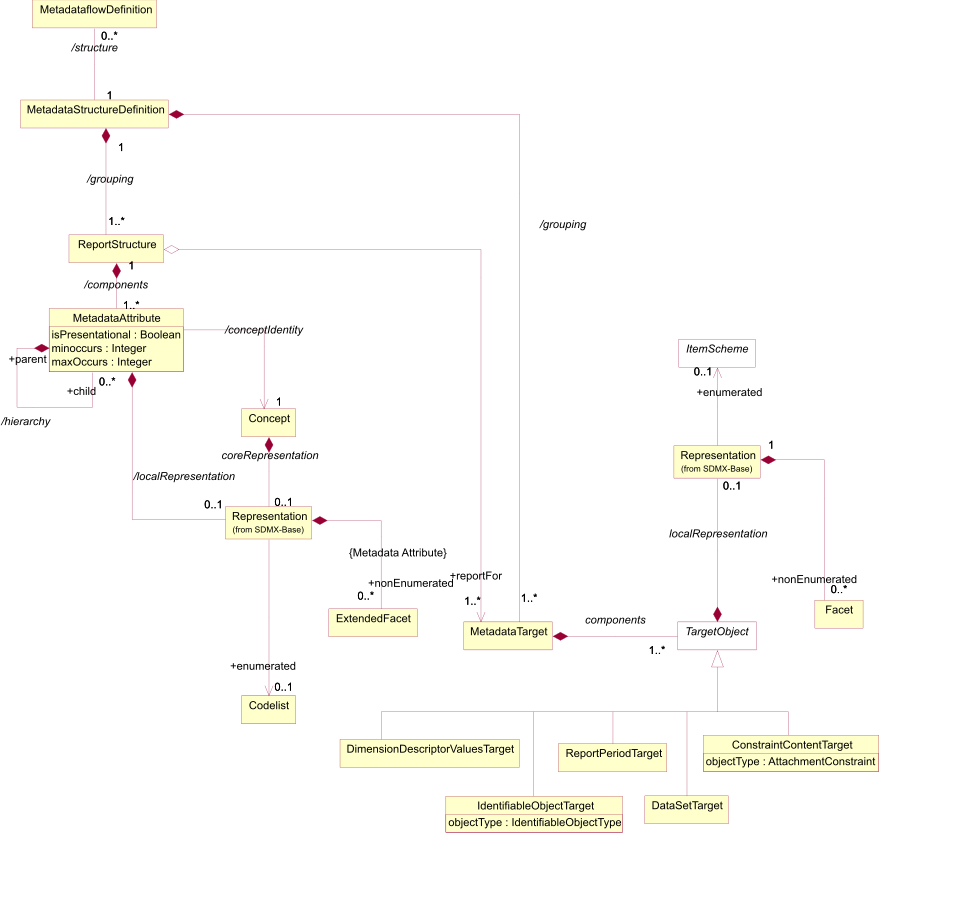 MetadataflowDefinition
0..*
/structure
1
MetadataStructureDefinition
1
/grouping
1..*
/grouping
ReportStructure
1
/components
1..*
MetadataAttribute
isPresentational : Boolean
minoccurs : Integer
maxOccurs : Integer
+parent
0..*
+child
/hierarchy
/conceptIdentity
1
Concept
coreRepresentation
/localRepresentation
0..1
0..1
Representation
(from SDMX-Base)
{Metadata Attribute}
+nonEnumerated
0..*
ExtendedFacet
+enumerated
0..1
Codelist
+reportFor
1..*
1..*
MetadataTarget
components
1..*
ItemScheme
0..1
+enumerated
Representation
(from SDMX-Base)
1
0..1
localRepresentation
+nonEnumerated
0..*
Facet
TargetObject
DimensionDescriptorValuesTarget
ReportPeriodTarget
ConstraintContentTarget
objectType : AttachmentConstraint
IdentifiableObjectTarget
objectType : IdentifiableObjectType
DataSetTarget